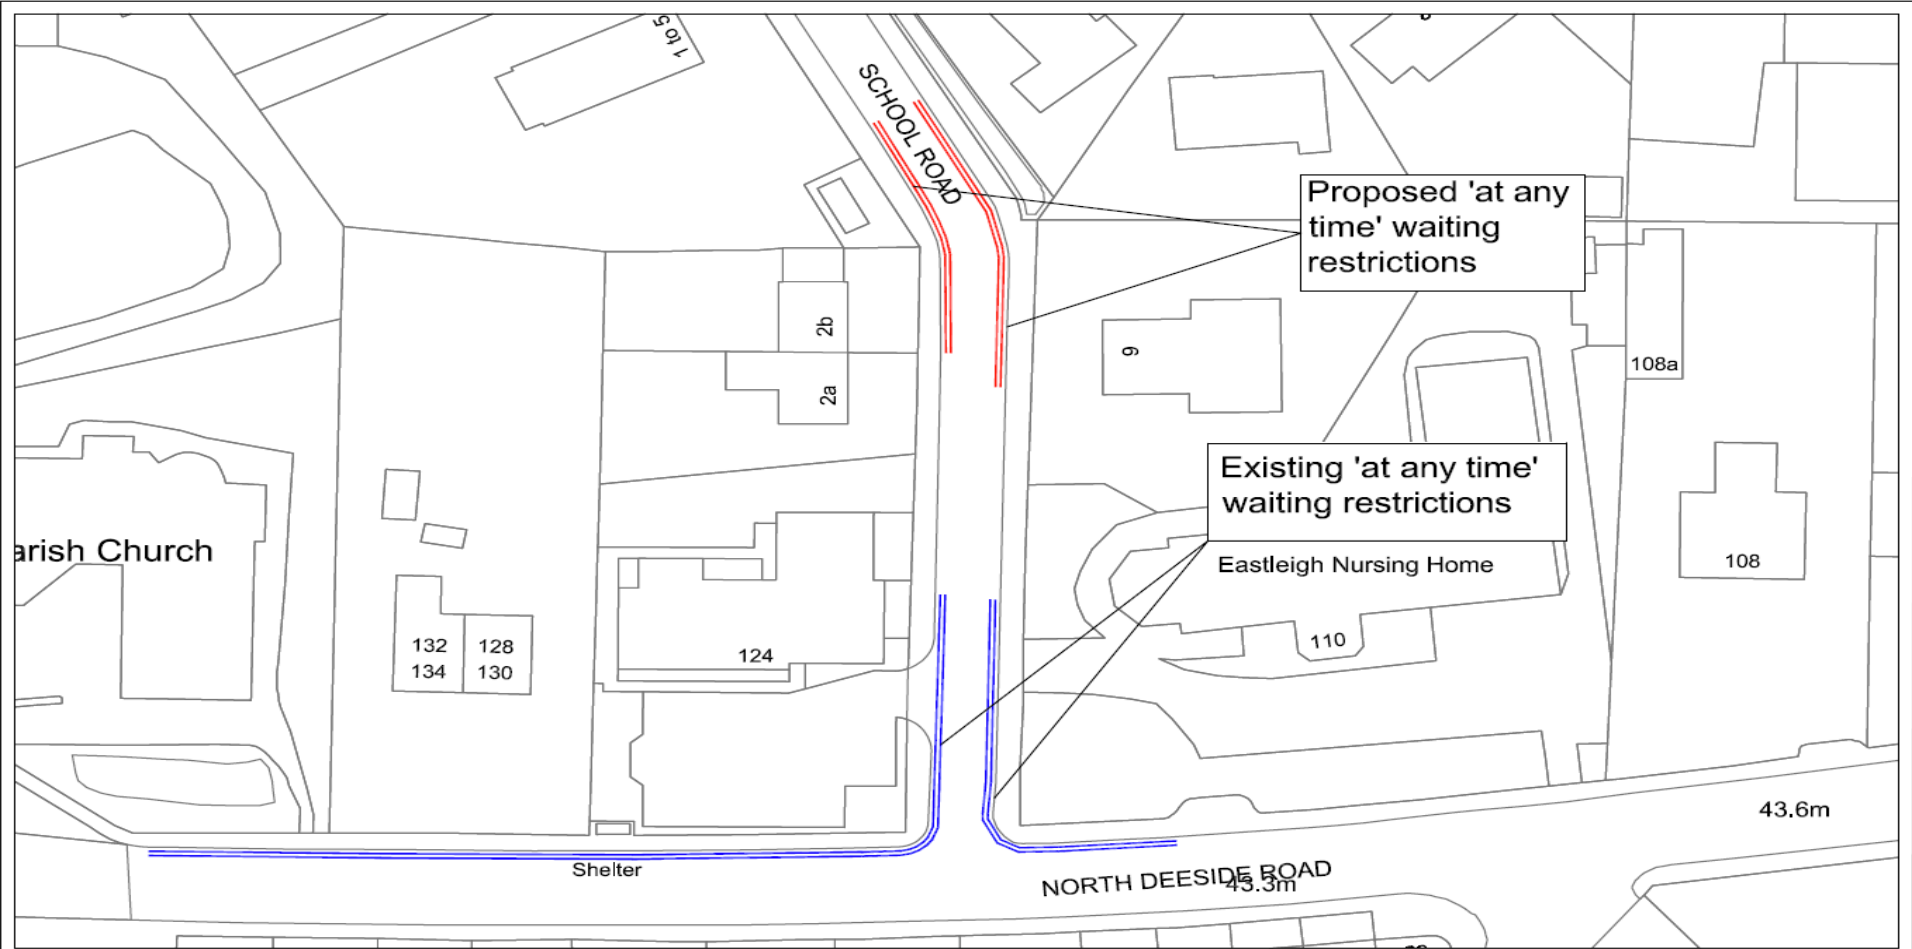 1 to 5
SCHOOL ROAD
Proposed 'at any
time' waiting
restrictions
2b
9
108a
2a
Existing 'at any time'
waiting restrictions
arish Church
Eastleigh Nursing Home
108
132
134
128
130
124
110
43.6m
Shelter
NORTH DEESIDE ROAD
43.3m